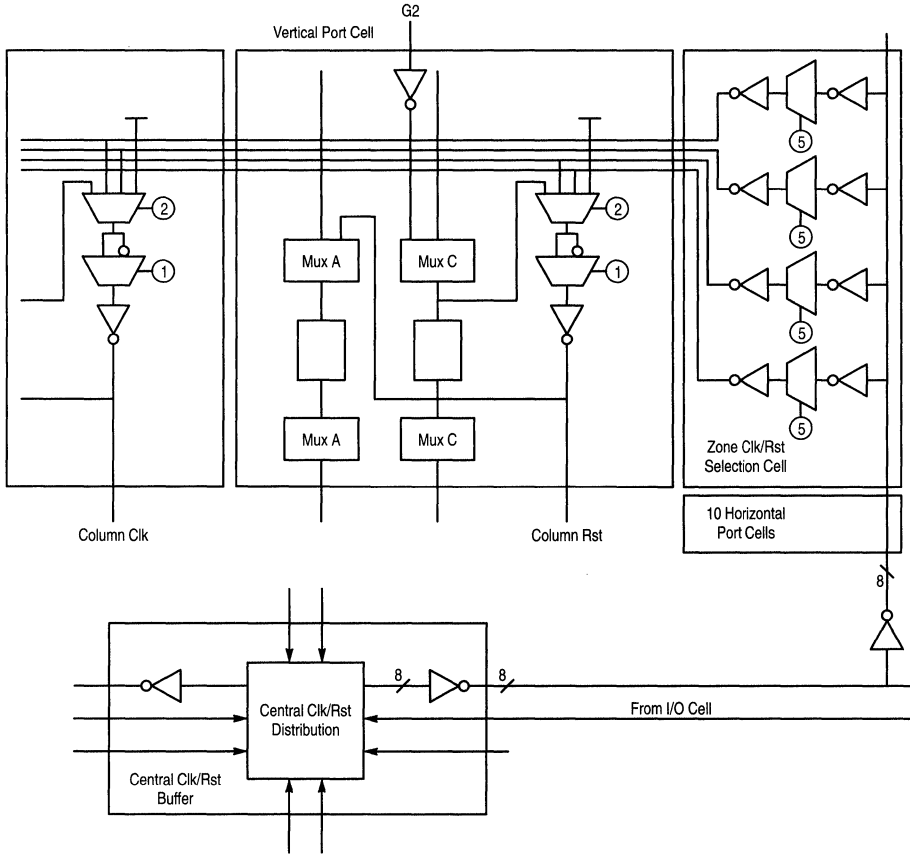 G2
Vertical Port Cell
5
2
2
5
Mux A
Mux C
1
1
5
5
Mux A
Mux C
Zone Clk/Rst
Selection Cell
Column Clk
Column Rst
10 Horizontal
Port Cells
8
8
8
Central Clk/Rst
Distribution
From I/O Cell
Central Clk/Rst
Buffer